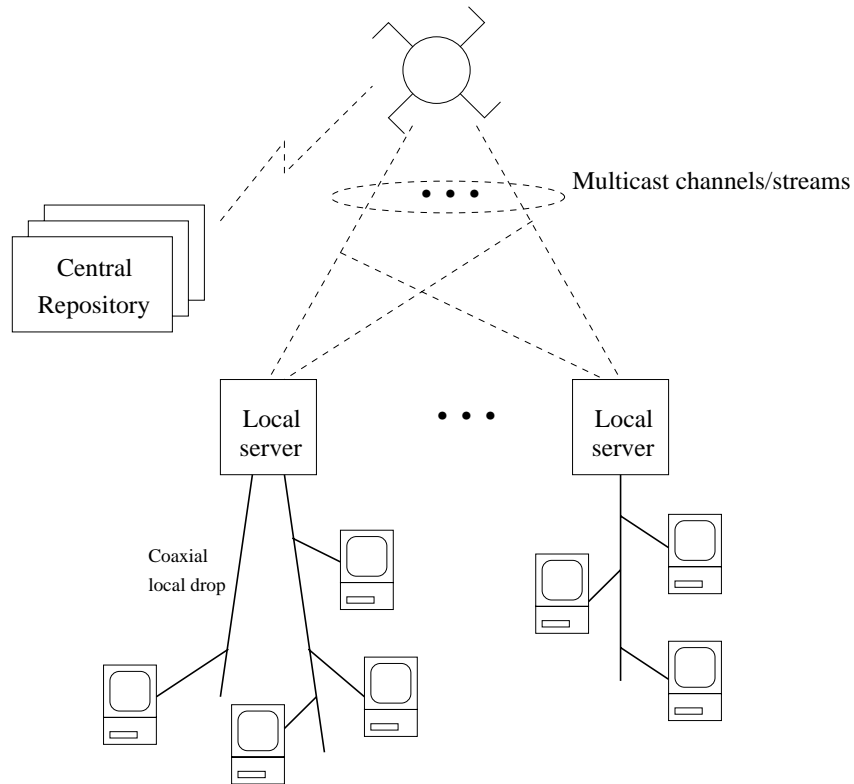 Multicast channels/streams
Central
Repository
Local
server
Local
server
Coaxial
local drop